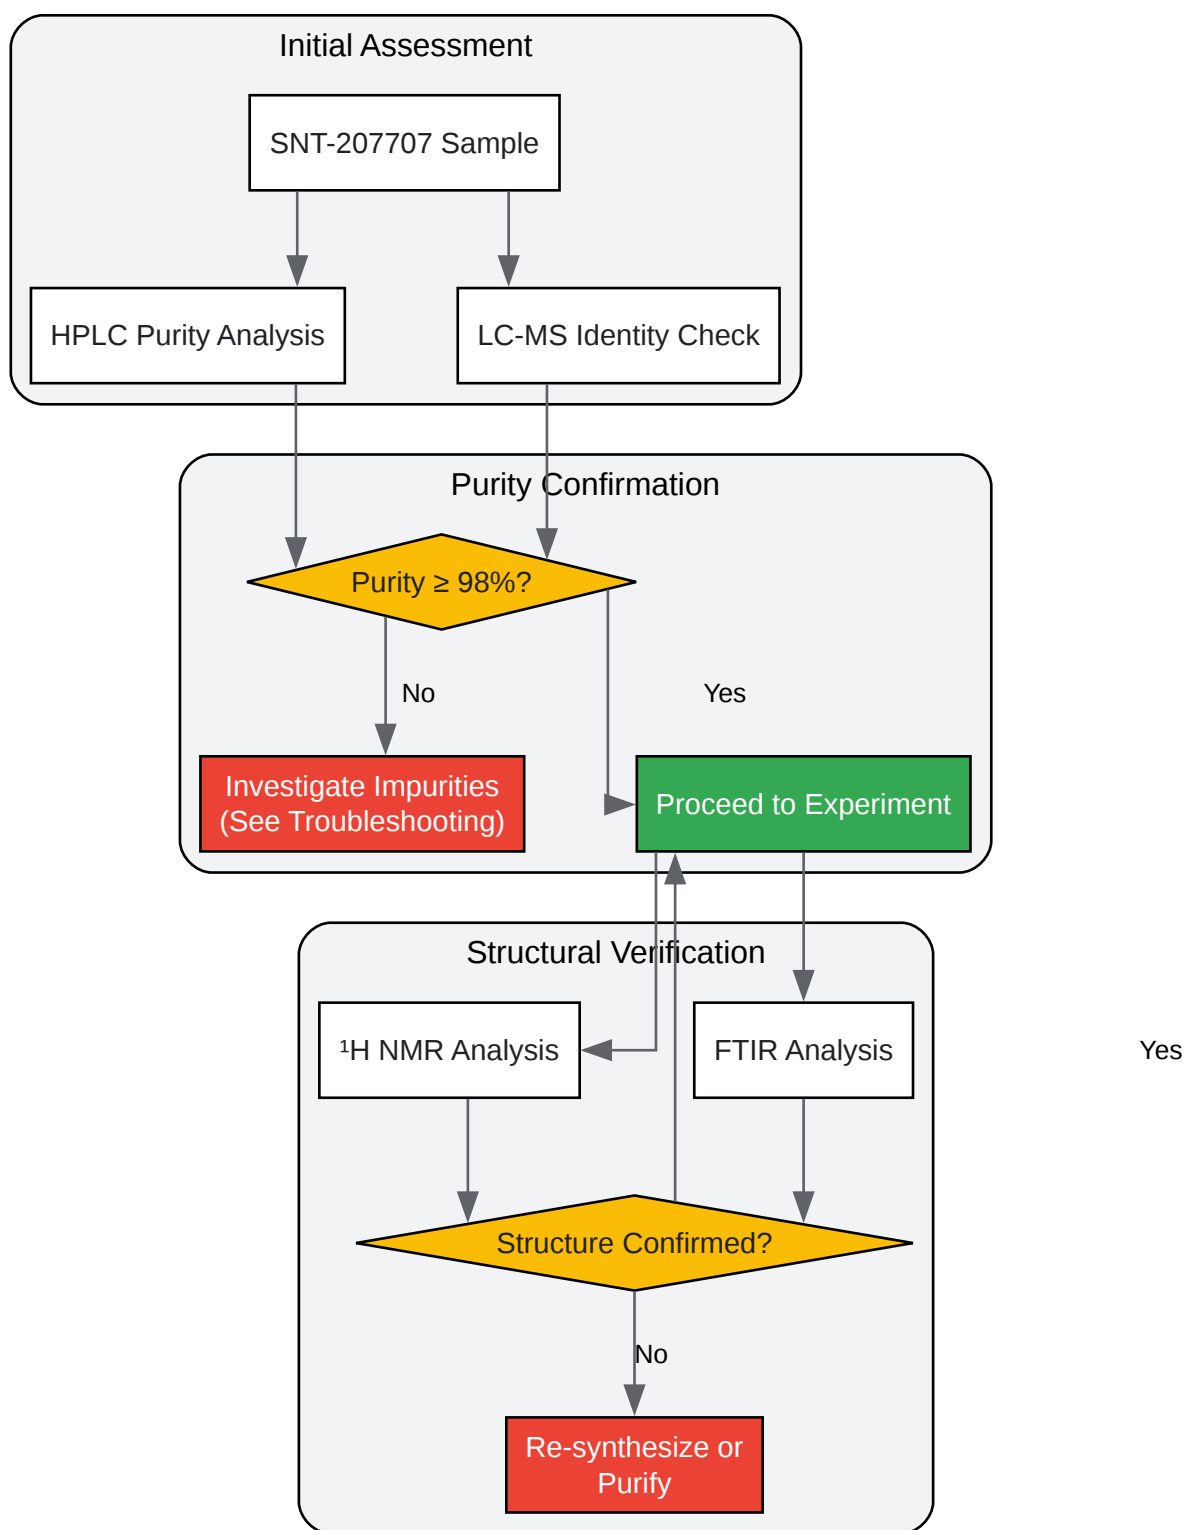 Initial Assessment
SNT-207707 Sample
HPLC Purity Analysis
LC-MS Identity Check
Purity Confirmation
Purity ≥ 98%?
No
Yes
Investigate Impurities
(See Troubleshooting)
Proceed to Experiment
Structural Verification
¹H NMR Analysis
FTIR Analysis
Yes
Structure Confirmed?
No
Re-synthesize or
Purify